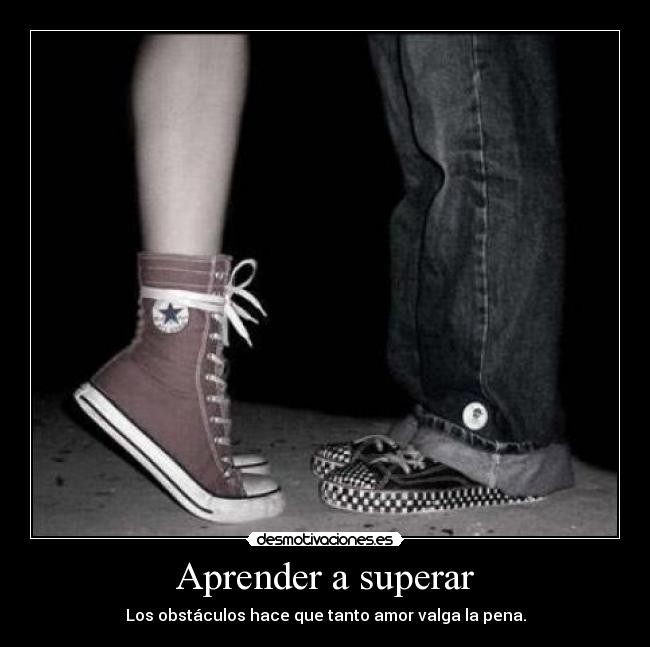 desmotivaciones.es
Aprender a superar
Los obstáculos hace que tanto amor valga la pena.